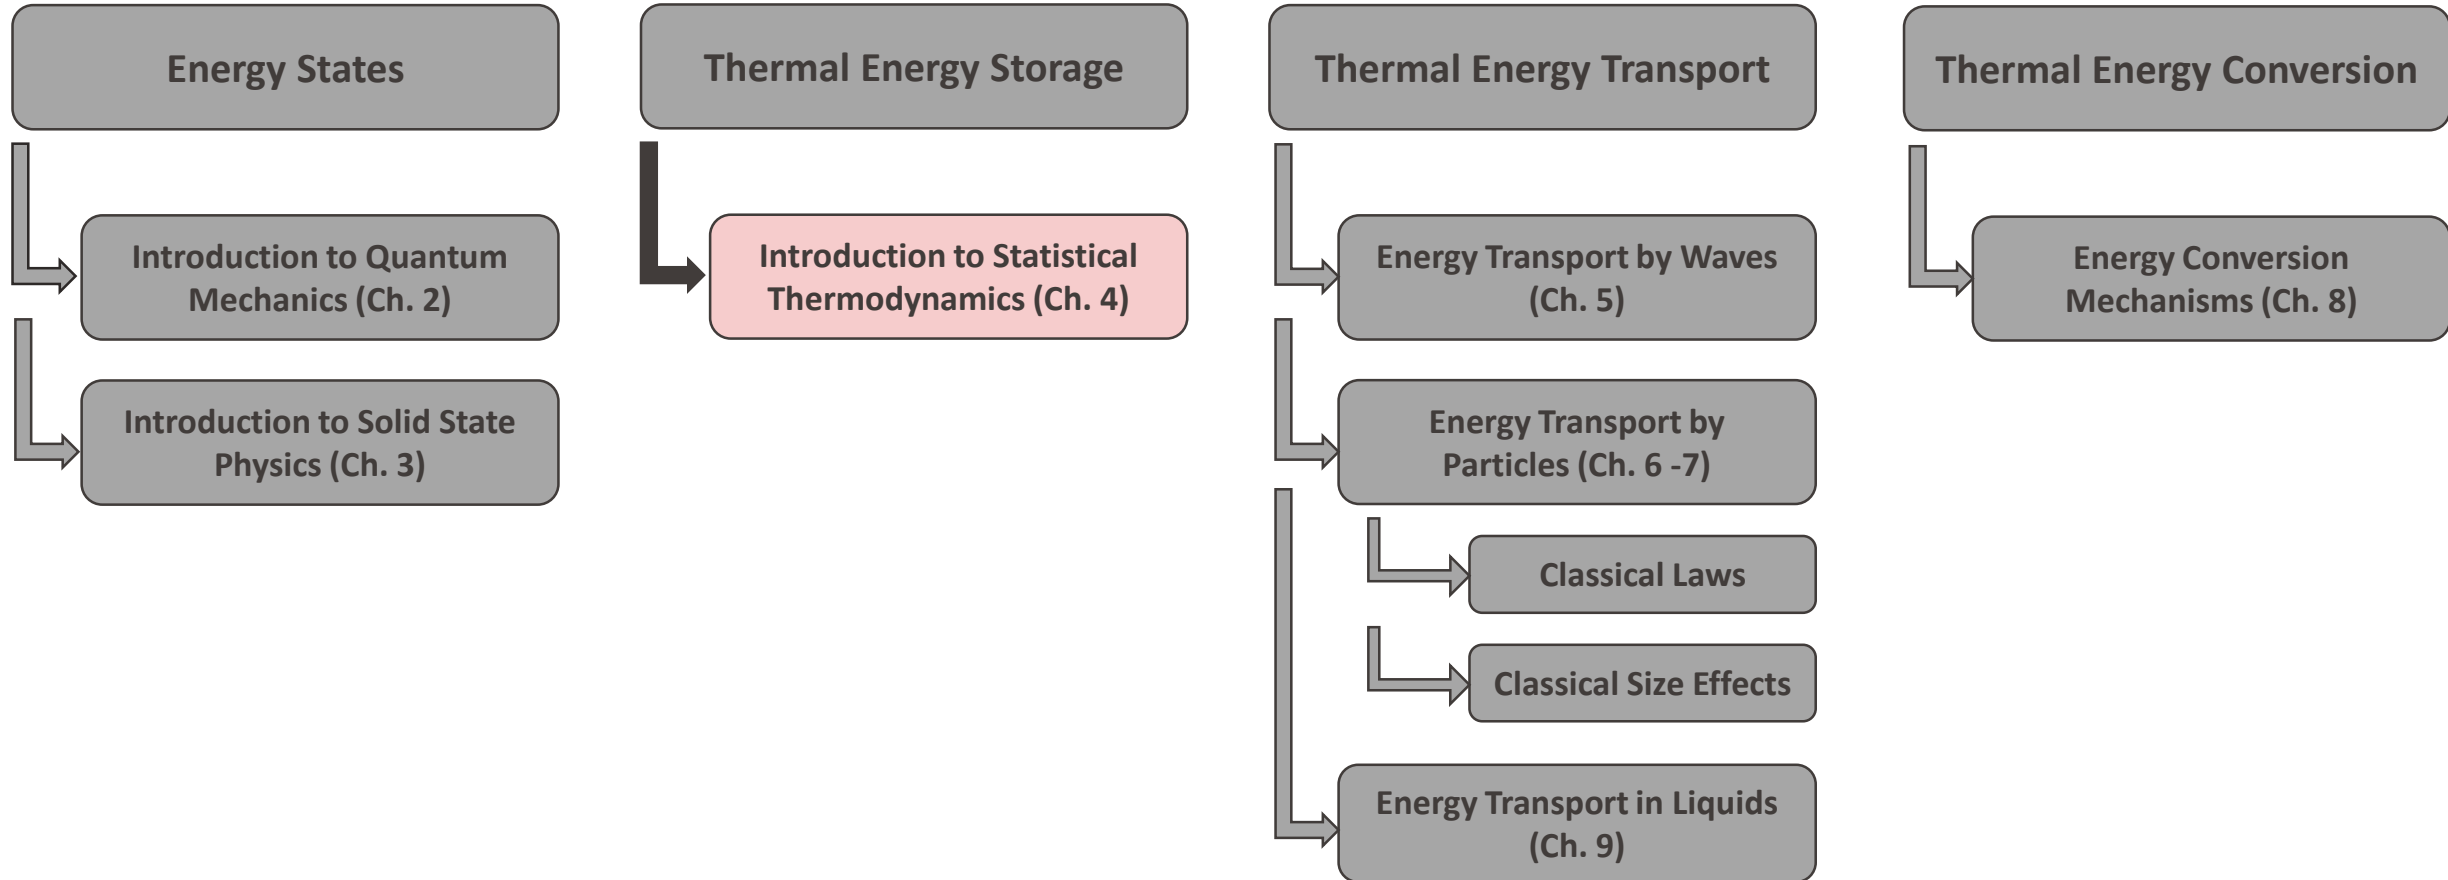 Energy States
Introduction to Quantum
Mechanics (Ch. 2)
Introduction to Solid State
Physics (Ch. 3)
Thermal Energy Storage
Introduction to Statistical
Thermodynamics (Ch. 4)
Thermal Energy Transport
Energy Transport by Waves
(Ch. 5)
Energy Transport by
Particles (Ch. 6 -7)
Classical Laws
Classical Size Effects
Energy Transport in Liquids
(Ch. 9)
Thermal Energy Conversion
Energy Conversion
Mechanisms (Ch. 8)